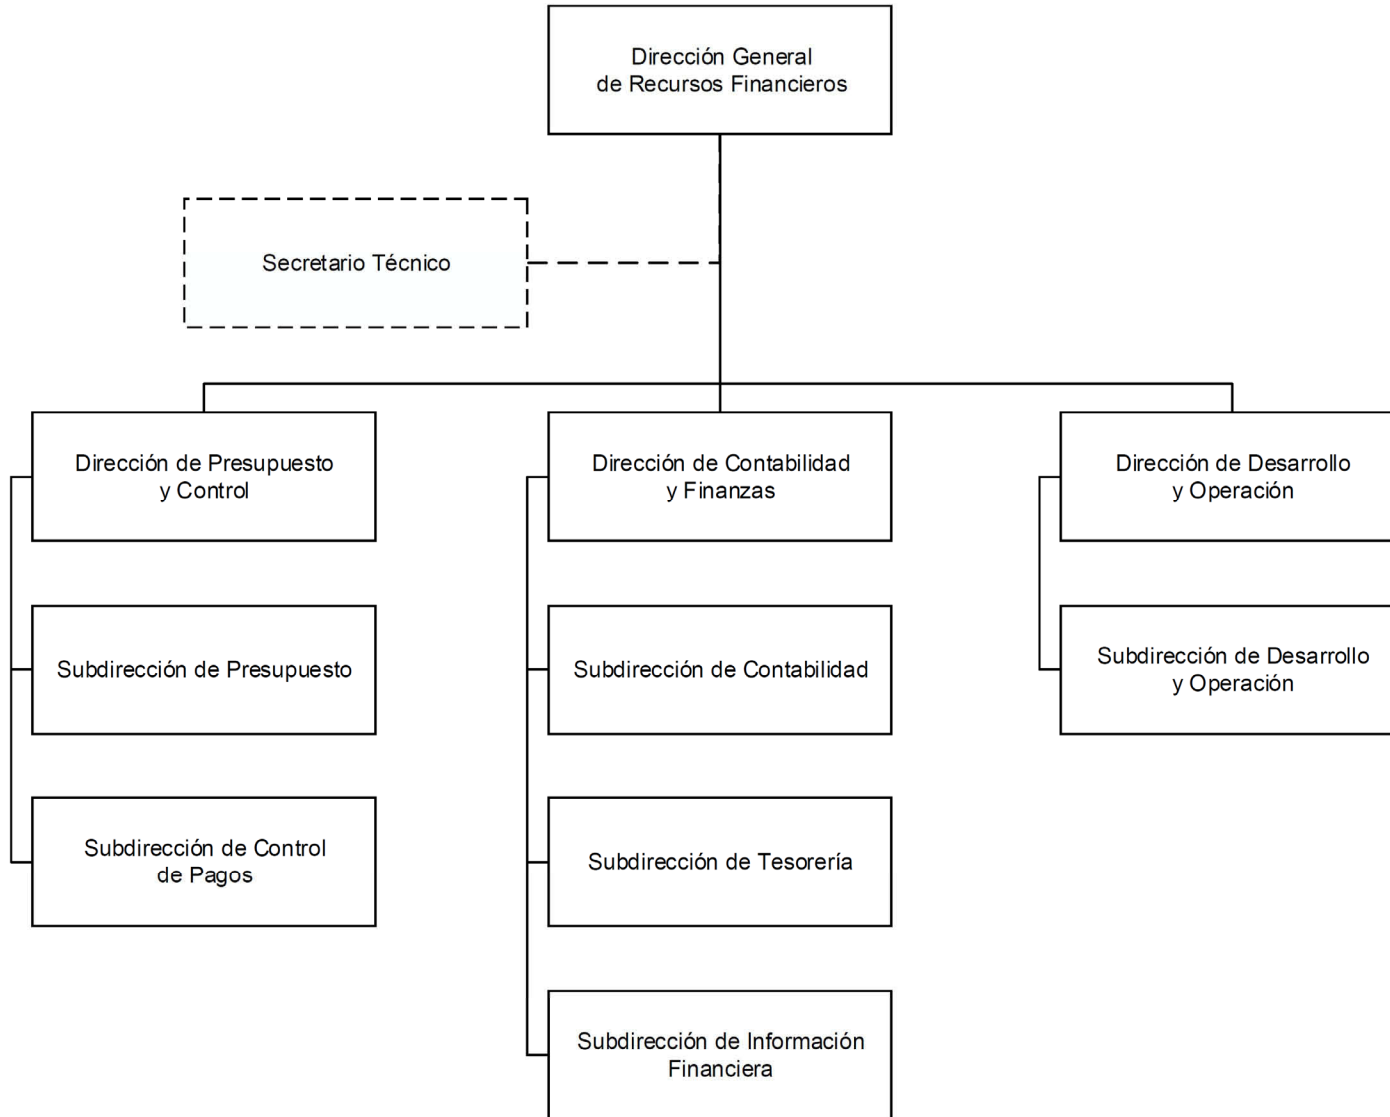 Dirección General
de Recursos Financieros
Secretario Técnico
Dirección de Presupuesto
y Control
Dirección de Contabilidad
y Finanzas
Dirección de Desarrollo
y Operación
Subdirección de Presupuesto
Subdirección de Contabilidad
Subdirección de Desarrollo
y Operación
Subdirección de Control
de Pagos
Subdirección de Tesorería
Subdirección de Información
Financiera